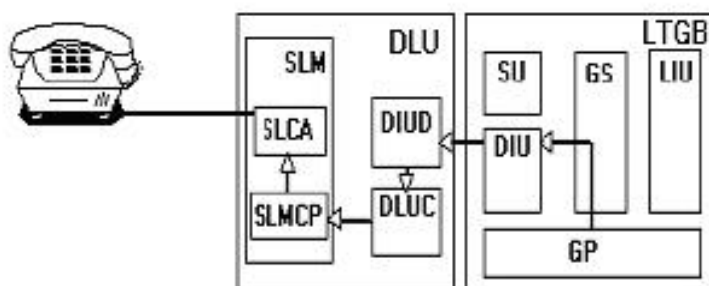 DLU
LTGB
SLM
SU
GS
LIU
SLCA
DIUD
DIU
SLMCP
DLUC
GP